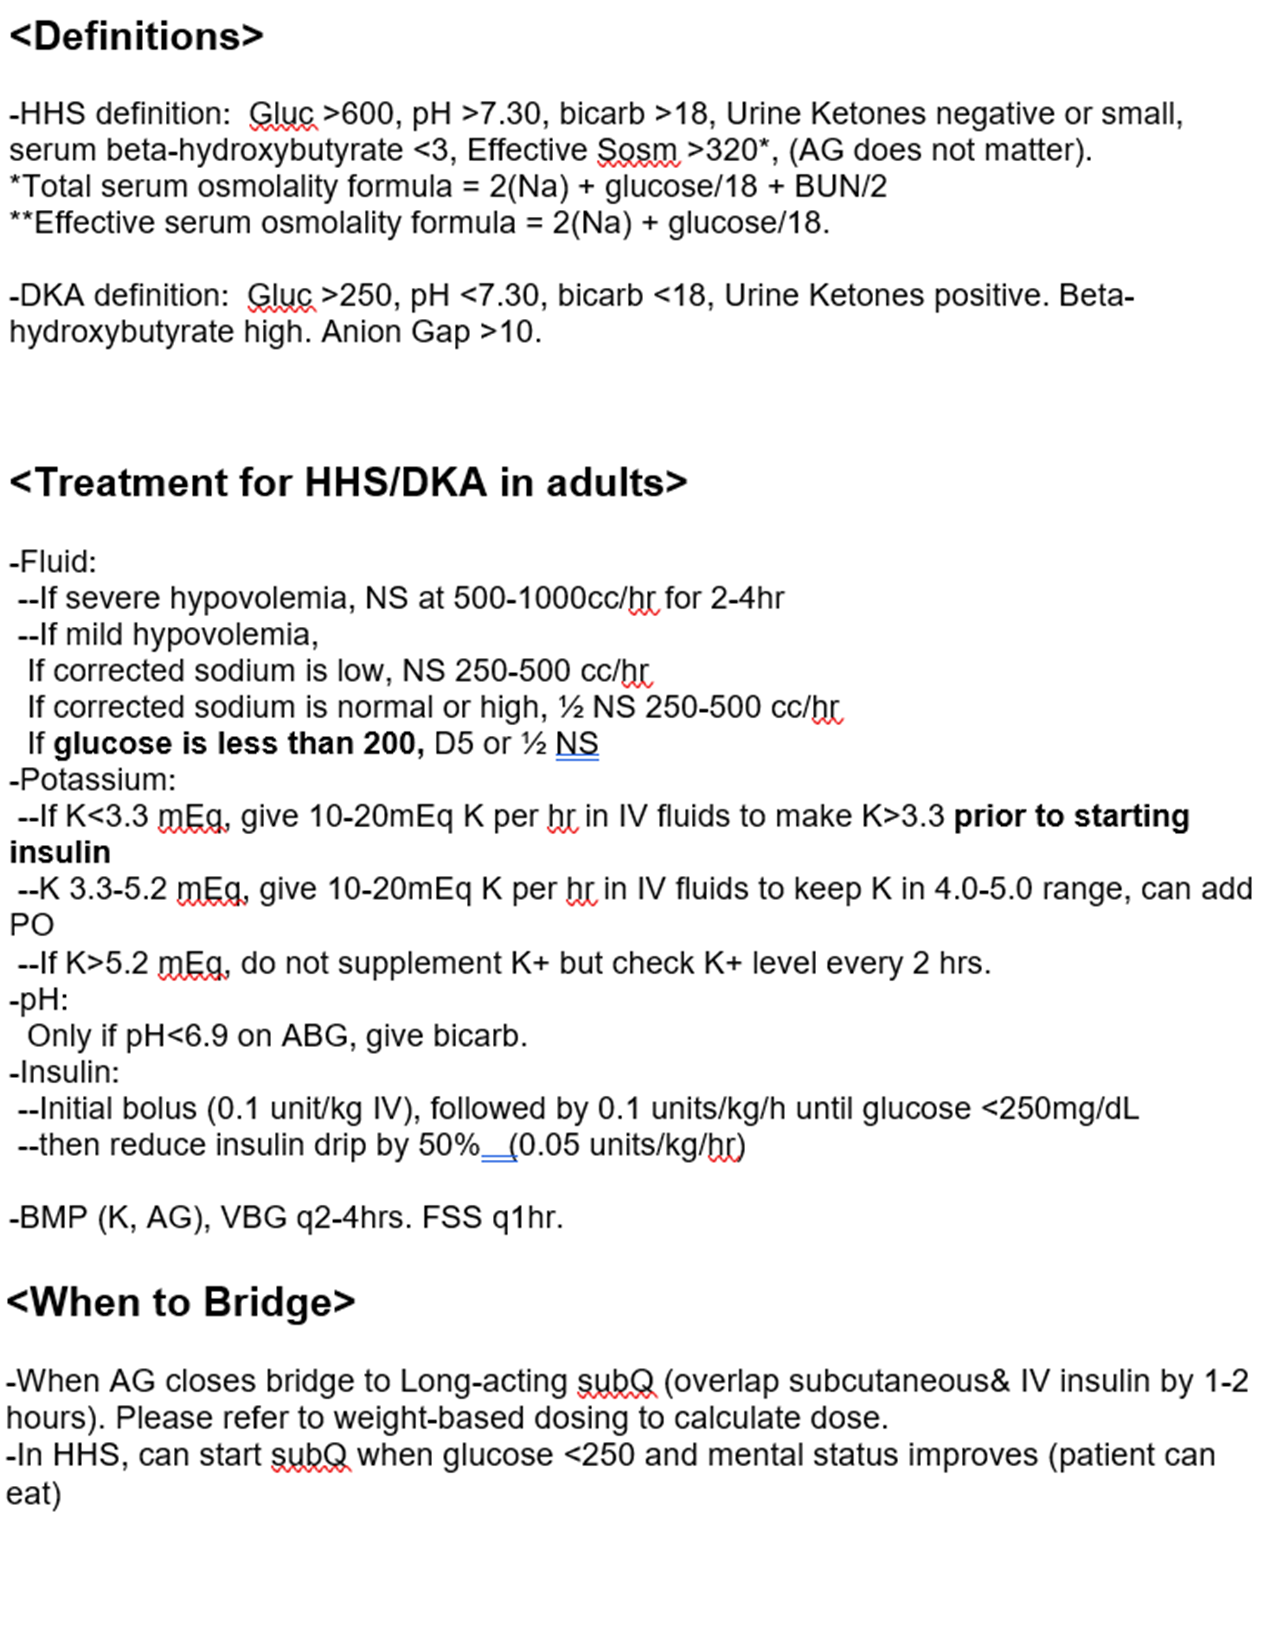 <Definitions>
-HHS definition:  Gluc >600, pH >7.30, bicarb >18, Urine Ketones negative or small,
serum beta-hydroxybutyrate <3, Effective Sosm >320*, (AG does not matter).
*Total serum osmolality formula = 2(Na) + glucose/18 + BUN/2
**Effective serum osmolality formula = 2(Na) + glucose/18.
-DKA definition:  Gluc >250, pH <7.30, bicarb <18, Urine Ketones positive. Beta-
hydroxybutyrate high. Anion Gap >10.
<Treatment for HHS/DKA in adults>
-Fluid:
--If severe hypovolemia, NS at 500-1000cc/hr for 2-4hr
--If mild hypovolemia,
If corrected sodium is low, NS 250-500 cc/hr
If corrected sodium is normal or high, ½ NS 250-500 cc/hr
If glucose is less than 200, D5 or ½ NS
-Potassium:
--If K<3.3 mEq, give 10-20mEq K per hr in IV fluids to make K>3.3 prior to starting
insulin
--K 3.3-5.2 mEq, give 10-20mEq K per hr in IV fluids to keep K in 4.0-5.0 range, can add
PO
--If K>5.2 mEq, do not supplement K+ but check K+ level every 2 hrs.
-pH:
Only if pH<6.9 on ABG, give bicarb.
-Insulin:
--Initial bolus (0.1 unit/kg IV), followed by 0.1 units/kg/h until glucose <250mg/dL
--then reduce insulin drip by 50%  (0.05 units/kg/hr)
-BMP (K, AG), VBG q2-4hrs. FSS q1hr.
<When to Bridge>
-When AG closes bridge to Long-acting subQ (overlap subcutaneous& IV insulin by 1-2
hours). Please refer to weight-based dosing to calculate dose.
-In HHS, can start subQ when glucose <250 and mental status improves (patient can
eat)